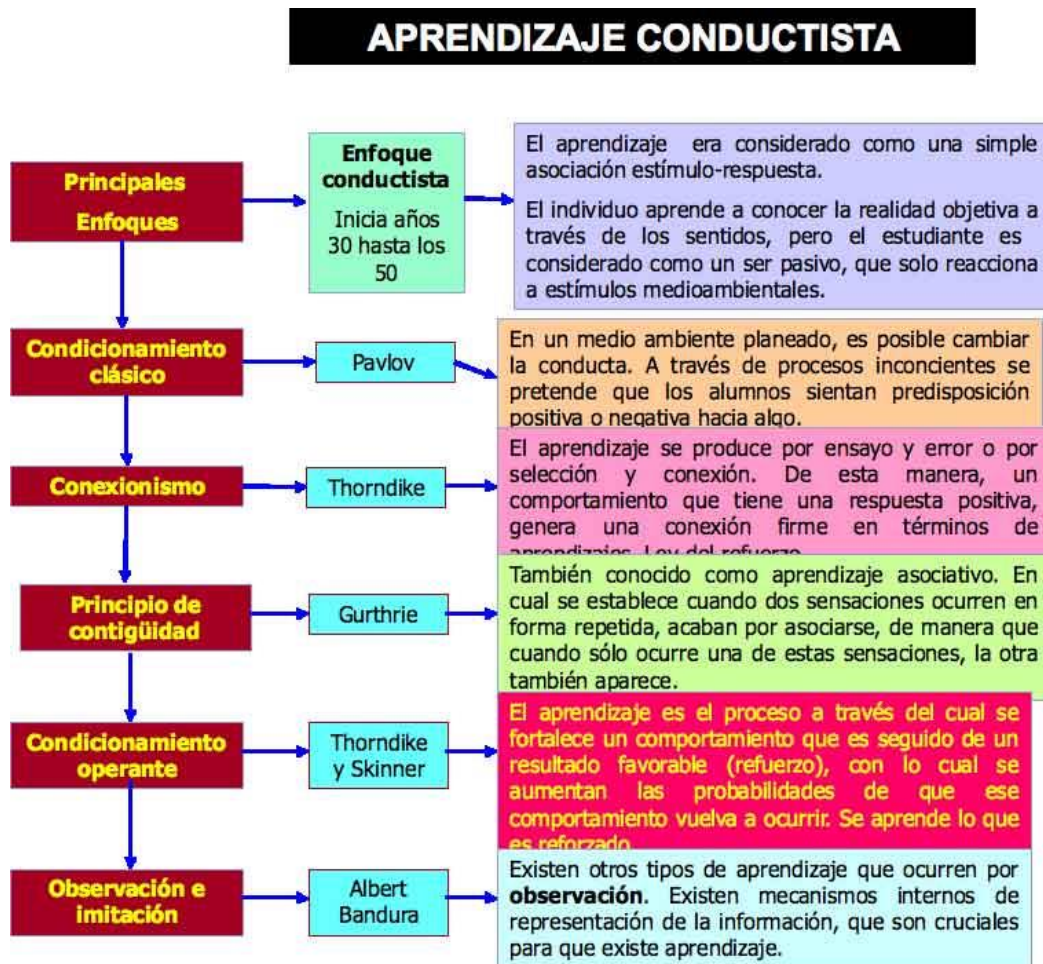 APRENDIZAJE CONDUCTISTA
Principales
Enfoques
Enfoque
conductista
Inicia años
30 hasta los
50
El aprendizaje era considerado como una simple
asociación estímulo-respuesta.
El individuo aprende a conocer la realidad objetiva a
través de los sentidos, pero el estudiante es
considerado como un ser pasivo, que solo reacciona
a estímulos medioambientales.
Condicionamiento
clásico
Pavlov
En un medio ambiente planeado, es posible cambiar
la conducta. A través de procesos inconcientes se
pretende que los alumnos sientan predisposición
positiva o negativa hacia algo.
Conexionismo
Thorndike
El aprendizaje se produce por ensayo y error o por
selección y conexión. De esta manera, un
comportamiento que tiene una respuesta positiva,
genera una conexión firme en términos de
aprendizajes. Ley del refuerzo
Principio de
contigüidad
Gurthrie
También conocido como aprendizaje asociativo. En
cual se establece cuando dos sensaciones ocurren en
forma repetida, acaban por asociarse, de manera que
cuando sólo ocurre una de estas sensaciones, la otra
también aparece.
Condicionamiento
operante
Thorndike
y Skinner
El aprendizaje es el proceso a través del cual se
fortalece un comportamiento que es seguido de un
resultado favorable (refuerzo), con lo cual se
aumentan las probabilidades de que ese
comportamiento vuelva a ocurrir. Se aprende lo que
es reforzado
Observación e
imitación
Albert
Bandura
Existen otros tipos de aprendizaje que ocurren por
observación. Existen mecanismos internos de
representación de la información, que son cruciales
para que existe aprendizaje.